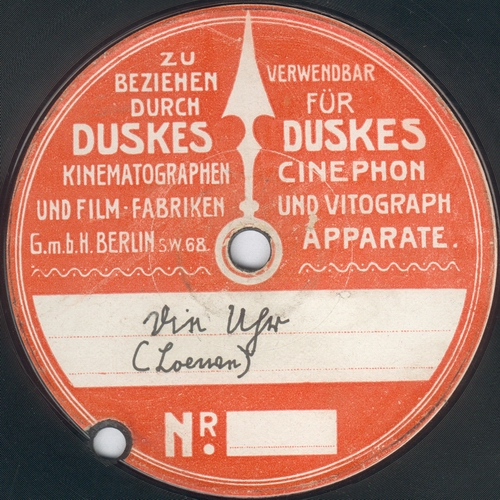 ZU
BEZIEHEN
DURCH
DUSKES
KINEMATOGRAPHEN
UND FILM-FABRIKEN
G.m.b.H. BERLIN S.W. 68.
VERWENDBAR
FÜR
DUSKES
CINEPHON
UND VITOGRAPH
APPARATE.
Die Uhr
(Loewen)
NR.